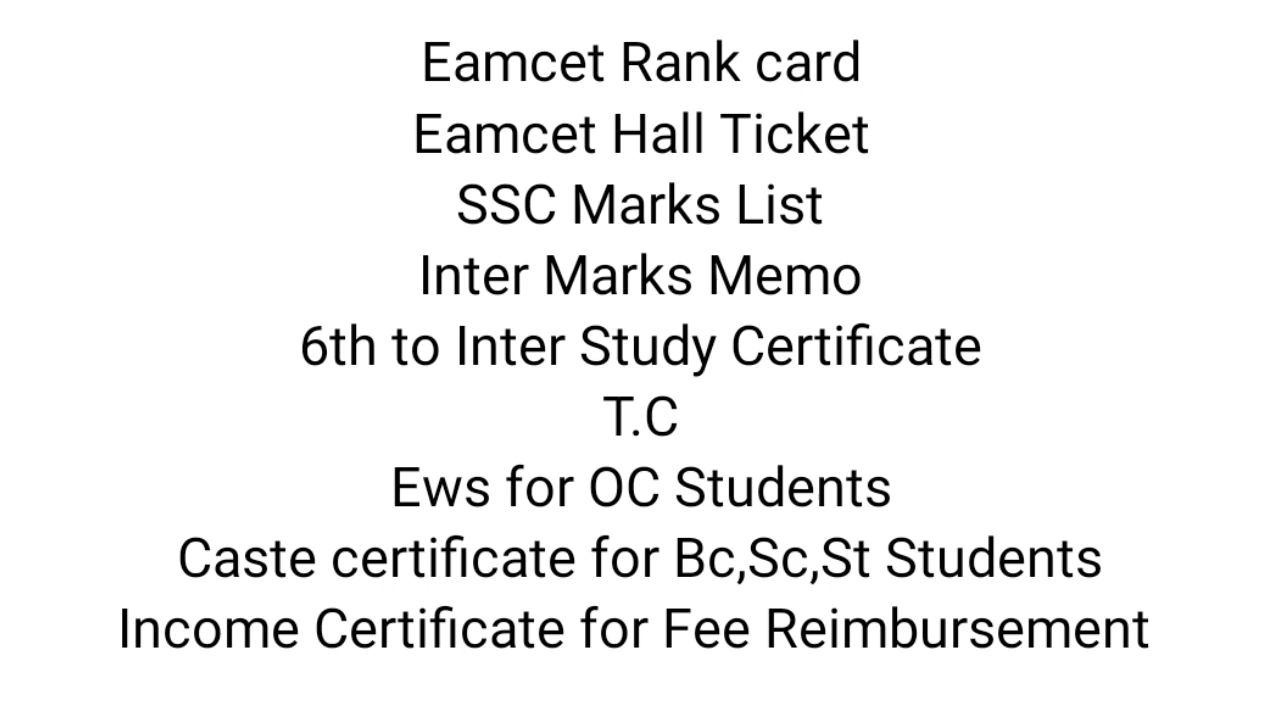 Eamcet Rank card
Eamcet Hall Ticket
SSC Marks List
Inter Marks Memo
6th to Inter Study Certificate
T.C
Ews for OC Students
Caste certificate for Bc,Sc,St Students
Income Certificate for Fee Reimbursement